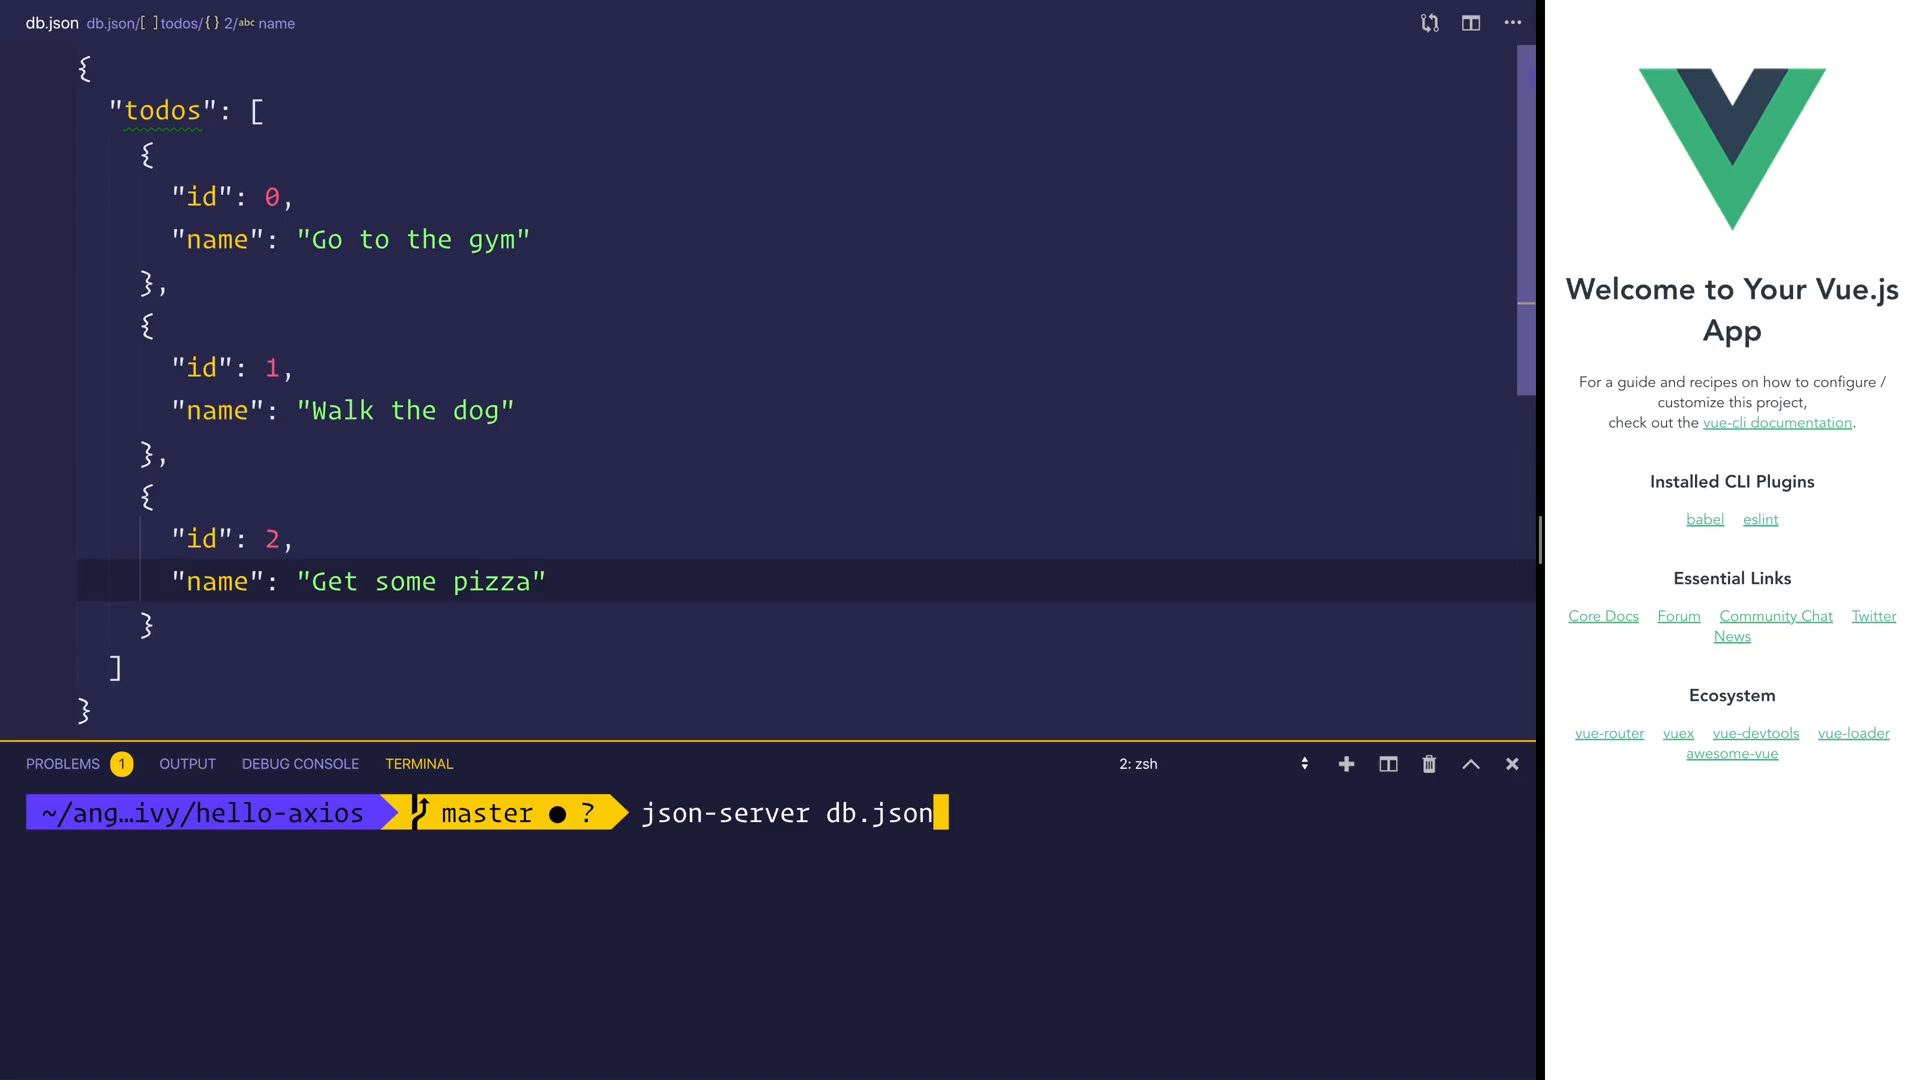 db.json db.json/[ ]todos/{} 2/abc name
{
"todos": [
{
"id": 0,
"name": "Go to the gym"
},
{
"id": 1,
"name": "Walk the dog"
},
{
"id": 2,
"name": "Get some pizza"
}
]
}
PROBLEMS 1 OUTPUT DEBUG CONSOLE TERMINAL 2: zsh
~/ang…ivy/hello-axios master ● ? json-server db.json
Welcome to Your Vue.js
App
For a guide and recipes on how to configure /
customize this project,
check out the vue-cli documentation.
Installed CLI Plugins
babel eslint
Essential Links
Core Docs Forum Community Chat Twitter
News
Ecosystem
vue-router vuex vue-devtools vue-loader
awesome-vue